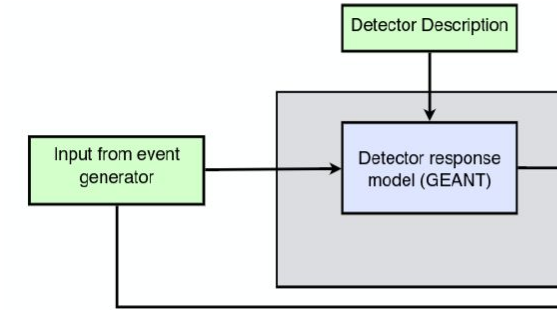 Detector Description
Input from event
generator
Detector response
model (GEANT)